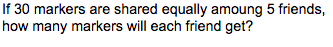 If 30 markers are shared equally amoung 5 friends,
how many markers will each friend get?